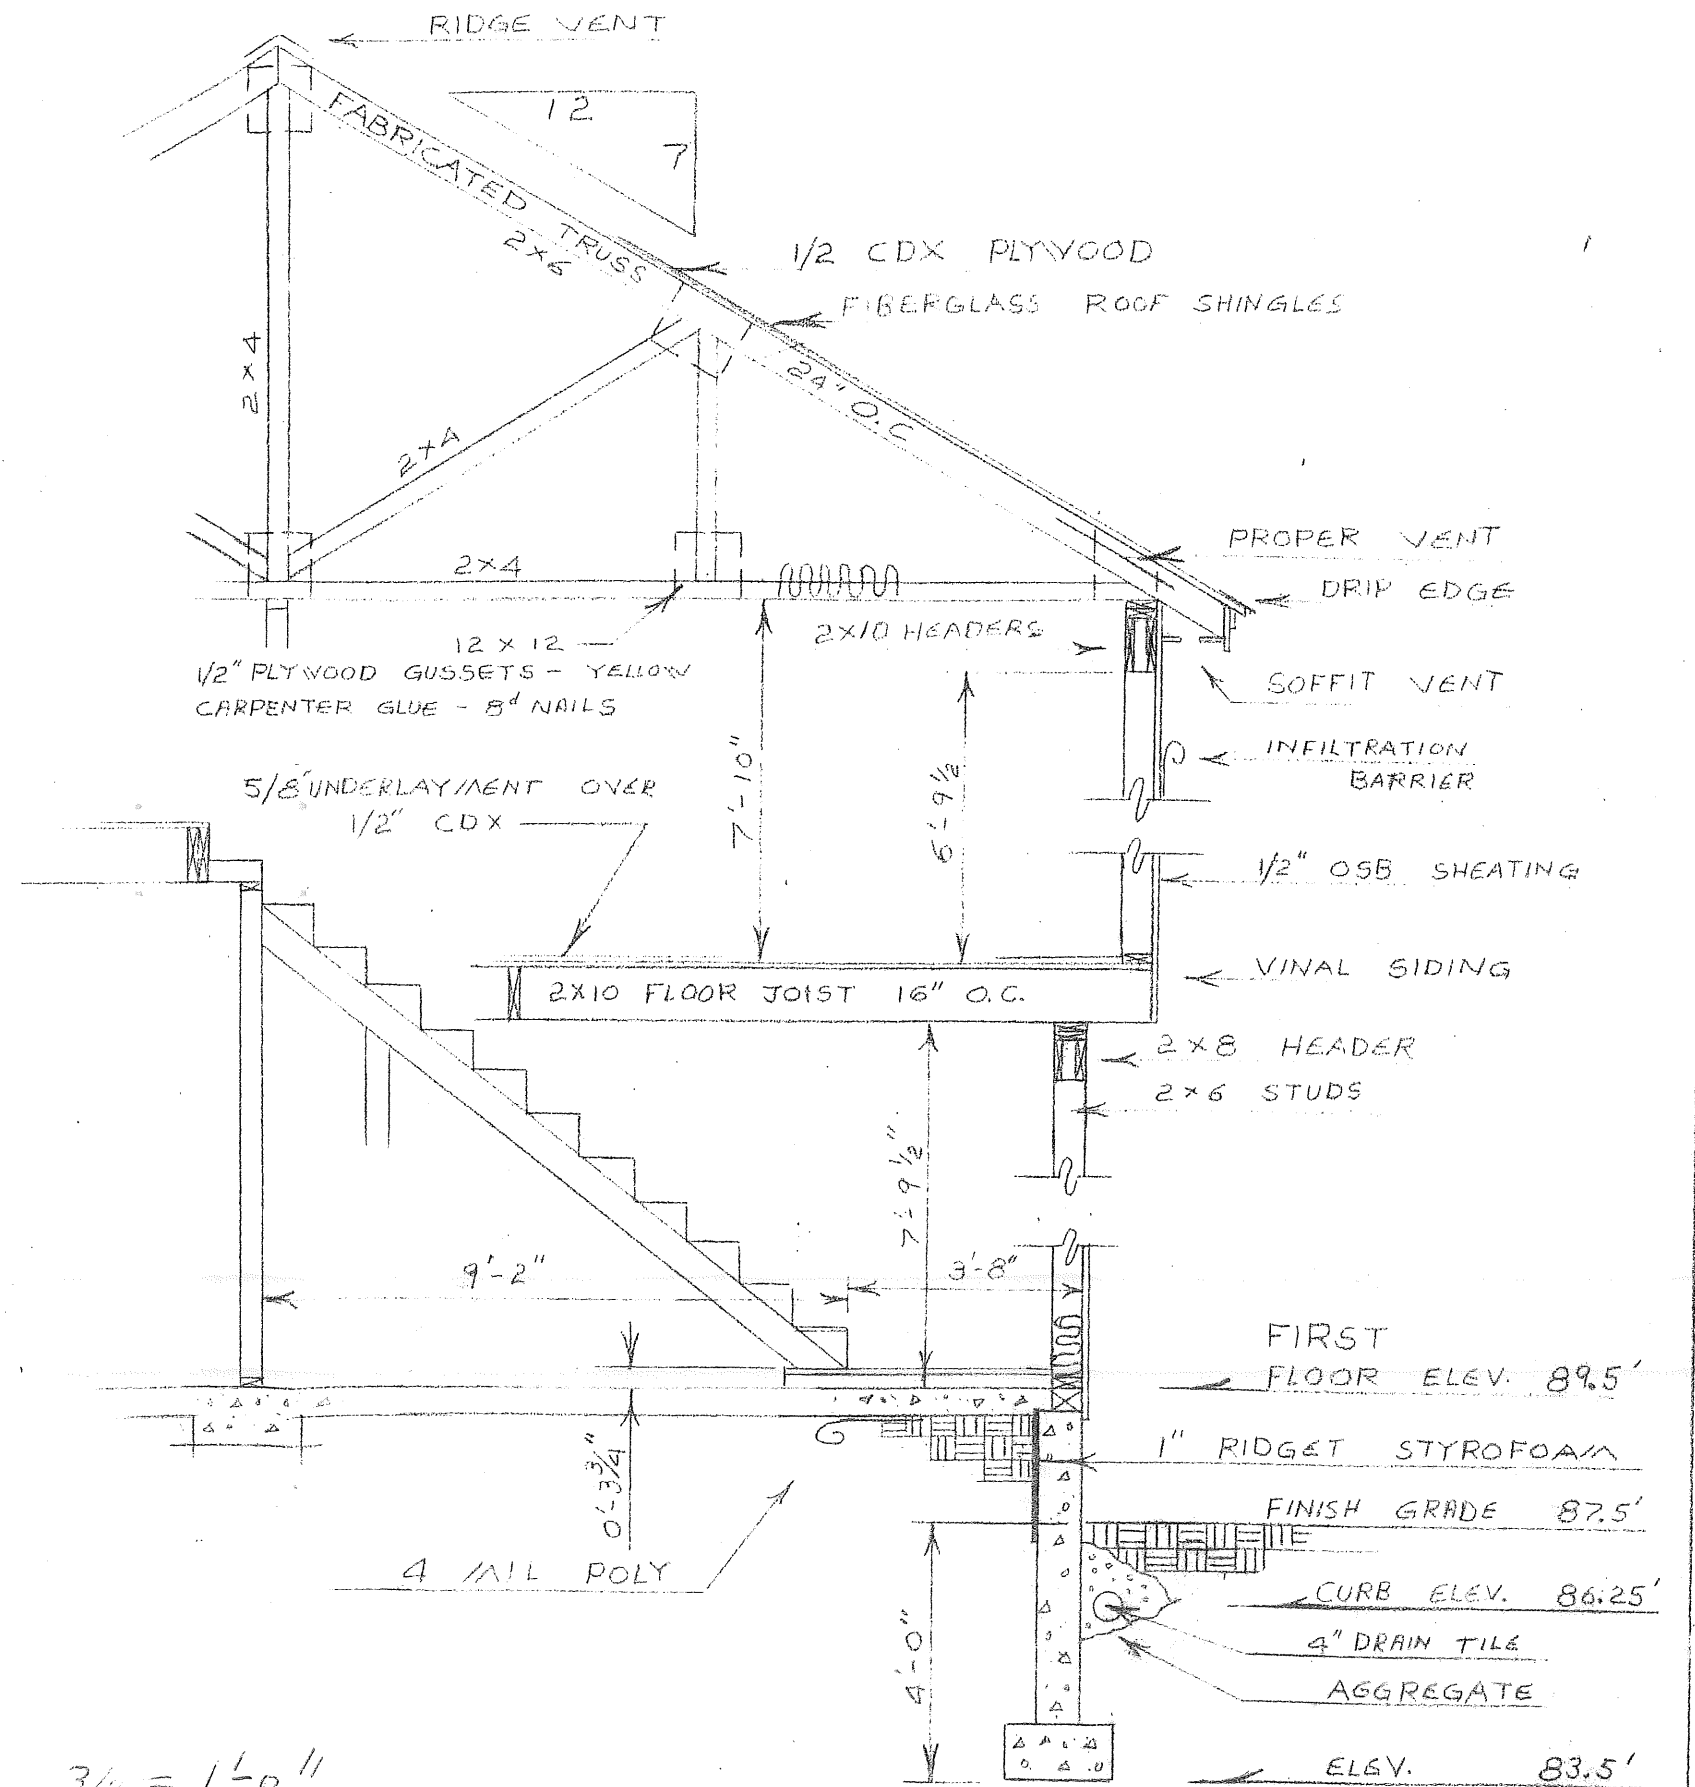 RIDGE VENT
12
7
FABRICATED TRUSS
2x6
1/2 CDX PLYWOOD
FIBERGLASS ROOF SHINGLES
24" O.C
2x4
2x4
2x4
PROPER VENT
DRIP EDGE
12 x 12
1/2" PLYWOOD GUSSETS - YELLOW
CARPENTER GLUE - 8d NAILS
2X10 HEADERS
SOFFIT VENT
INFILTRATION
BARRIER
7'-10"
6'-9 1/2
5/8" UNDERLAYMENT OVER
1/2" CDX
1/2" OSB SHEATING
VINAL SIDING
2X10 FLOOR JOIST 16" O.C.
2x8 HEADER
2x6 STUDS
7'-9 1/2"
9'-2"
3'-8"
FIRST
FLOOR ELEV. 89.5'
0'-3 3/4"
1" RIDGET STYROFOAM
FINISH GRADE 87.5'
4 MIL POLY
CURB ELEV. 86.25'
4'-0"
4" DRAIN TILE
AGGREGATE
= 1'-0"
ELEV. 83.5'